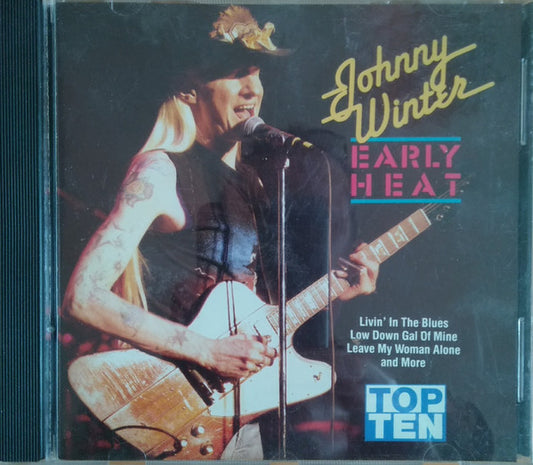 Johnny
Winter
EARLY
HEAT
Livin' In The Blues
Low Down Gal Of Mine
Leave My Woman Alone
and More
TOP
TEN